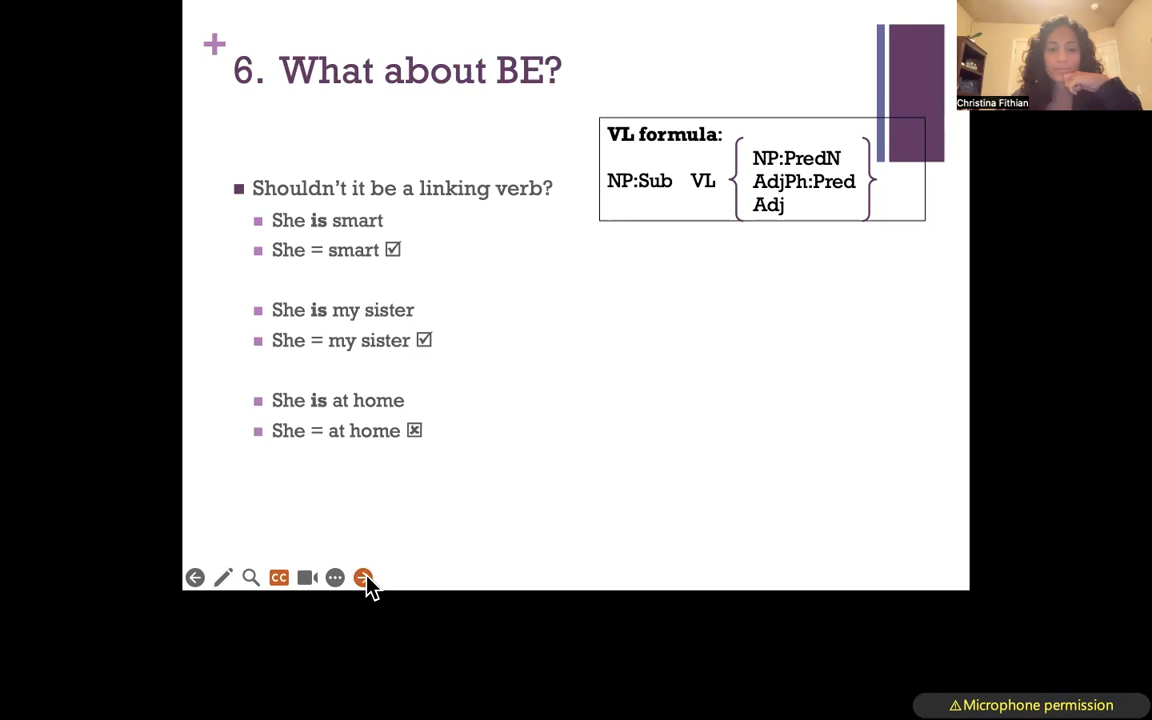 +
6. What about BE?
Christina Fithian
VL formula:
NP:PredN
NP:Sub VL AdjPh:Pred
Adj
■ Shouldn't it be a linking verb?
■ She is smart
■ She = smart ☑
■ She is my sister
■ She = my sister ☑
■ She is at home
■ She = at home ☒
CC
⚠Microphone permission